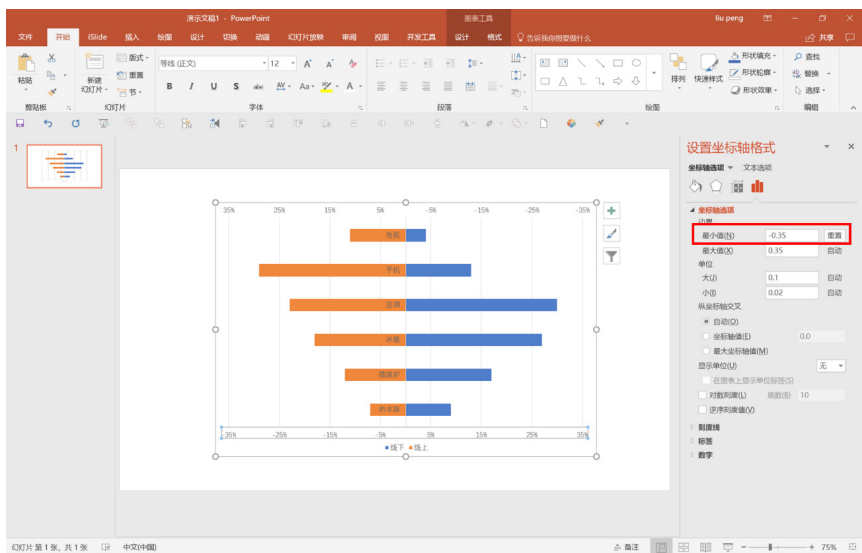 演示文稿1 - PowerPoint
图表工具
liu peng
文件 开始 iSlide 插入 绘图 设计 切换 动画 幻灯片放映 审阅 视图 开发工具 设计 格式 告诉我你想要做什么 共享
粘贴
新建
幻灯片
版式
重置
节
等线 (正文) 12
B I U S abc AV Aa A
排列 快速样式
形状填充
形状轮廓
形状效果
查找
替换
选择
剪贴板 幻灯片 字体 段落 绘图 编辑
1
35% 25% 15% 5% -5% -15% -25% -35%
电视
手机
空调
冰箱
微波炉
热水器
-35% -25% -15% -5% 5% 15% 25% 35%
线下 线上
设置坐标轴格式
坐标轴选项 文本选项
坐标轴选项
边界
最小值(N) -0.35 重置
最大值(X) 0.35 自动
单位
大(J) 0.1 自动
小(I) 0.02 自动
纵坐标轴交叉
自动(O)
坐标轴值(E) 0.0
最大坐标轴值(M)
显示单位(U) 无
在图表上显示单位标签(S)
对数刻度(L) 底数(B) 10
逆序刻度值(V)
刻度线
标签
数字
幻灯片 第 1 张，共 1 张 中文(中国) 备注 75%